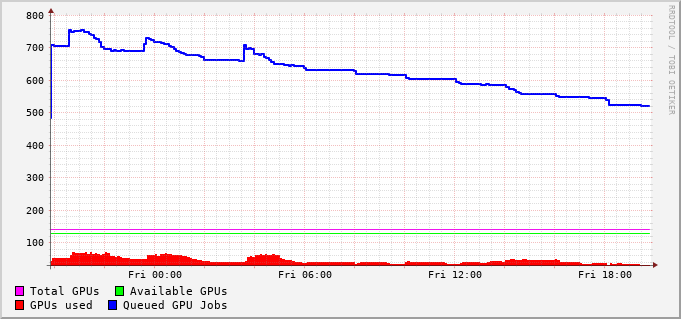 800
700
600
500
400
300
200
100
Fri 00:00 Fri 06:00 Fri 12:00 Fri 18:00
Total GPUs Available GPUs
GPUs used Queued GPU Jobs
RRDTOOL / TOBI OETIKER